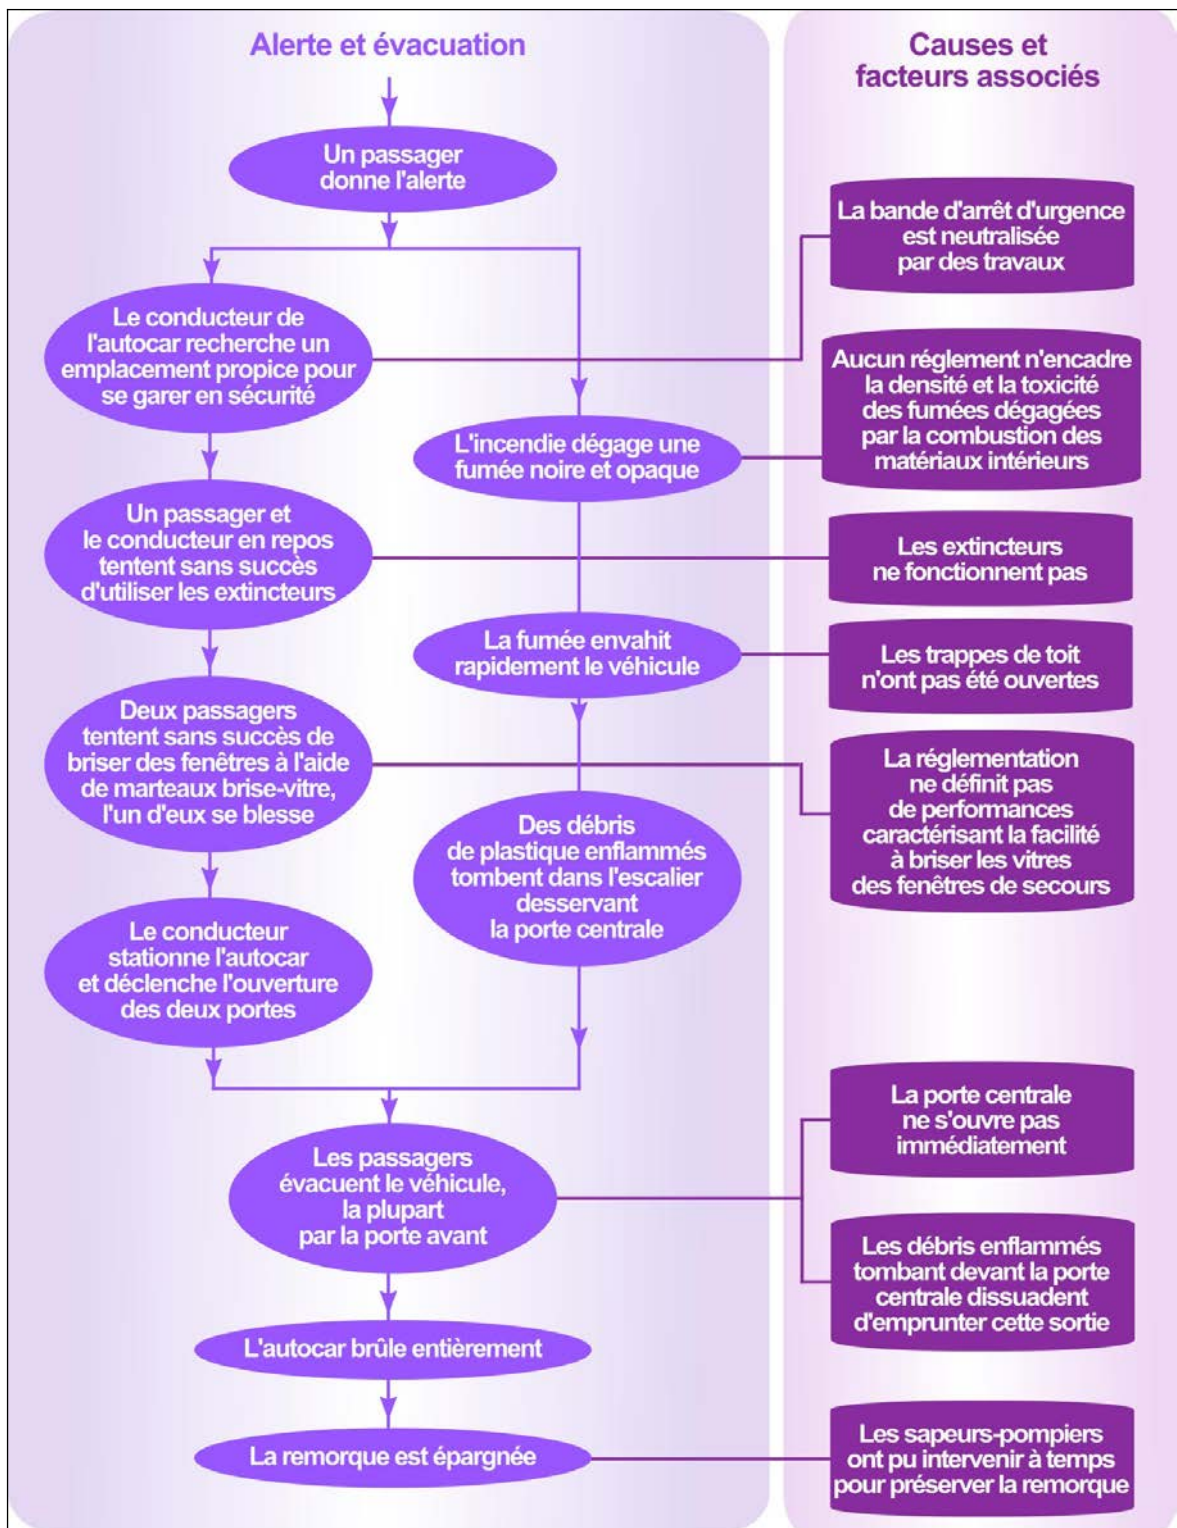 Alerte et évacuation
Causes et
facteurs associés
Un passager
donne l'alerte
La bande d'arrêt d'urgence
est neutralisée
par des travaux
Le conducteur de
l'autocar recherche un
emplacement propice pour
se garer en sécurité
Aucun réglement n'encadre
la densité et la toxicité
des fumées dégagées
par la combustion des
matériaux intérieurs
L'incendie dégage une
fumée noire et opaque
Un passager et
le conducteur en repos
tentent sans succès
d'utiliser les extincteurs
Les extincteurs
ne fonctionnent pas
La fumée envahit
rapidement le véhicule
Les trappes de toit
n'ont pas été ouvertes
Deux passagers
tentent sans succès de
briser des fenêtres à l'aide
de marteaux brise-vitre,
l'un d'eux se blesse
La réglementation
ne définit pas
de performances
caractérisant la facilité
à briser les vitres
des fenêtres de secours
Des débris
de plastique enflammés
tombent dans l'escalier
desservant
la porte centrale
Le conducteur
stationne l'autocar
et déclenche l'ouverture
des deux portes
La porte centrale
ne s'ouvre pas
immédiatement
Les passagers
évacuent le véhicule,
la plupart
par la porte avant
Les débris enflammés
tombant devant la porte
centrale dissuadent
d'emprunter cette sortie
L'autocar brûle entièrement
La remorque est épargnée
Les sapeurs-pompiers
ont pu intervenir à temps
pour préserver la remorque